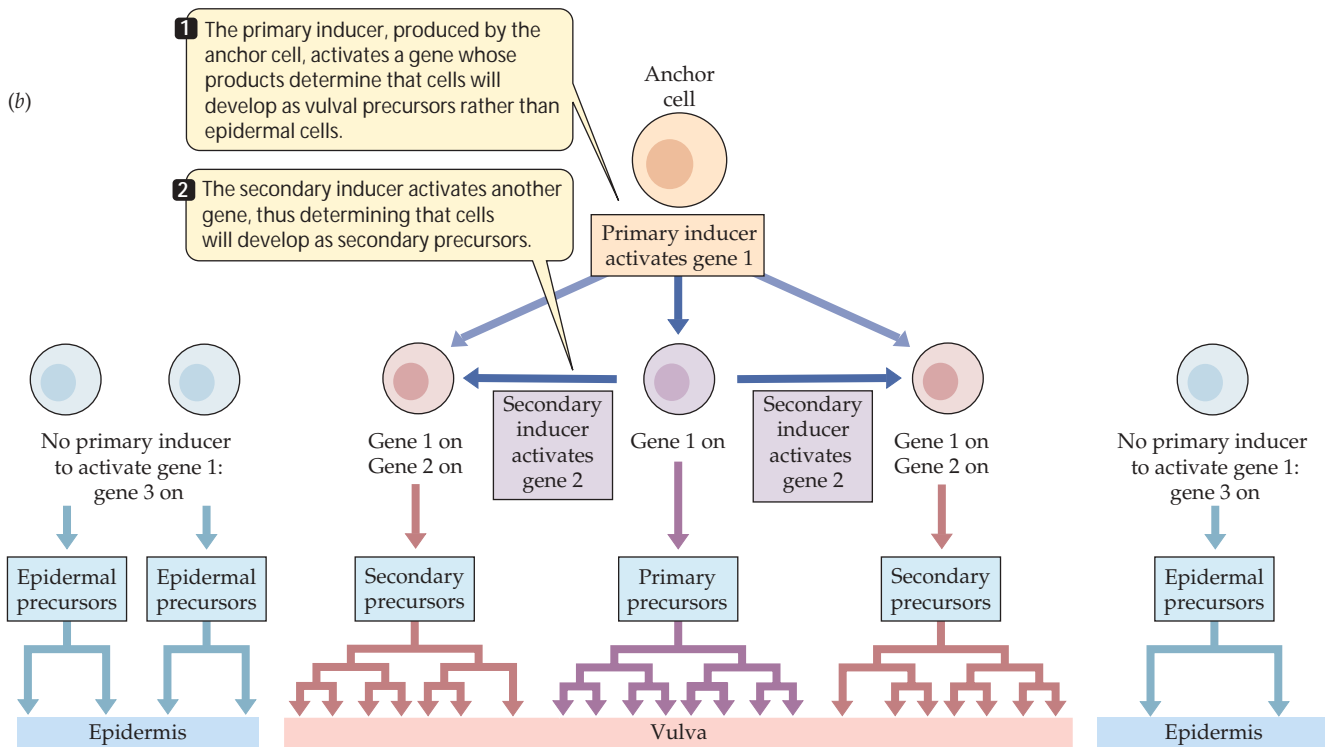 (b)
1 The primary inducer, produced by the
anchor cell, activates a gene whose
products determine that cells will
develop as vulval precursors rather than
epidermal cells.
2 The secondary inducer activates another
gene, thus determining that cells
will develop as secondary precursors.
Anchor
cell
Primary inducer
activates gene 1
No primary inducer
to activate gene 1:
gene 3 on
Gene 1 on
Gene 2 on
Secondary
inducer
activates
gene 2
Gene 1 on
Secondary
inducer
activates
gene 2
Gene 1 on
Gene 2 on
No primary inducer
to activate gene 1:
gene 3 on
Epidermal
precursors
Epidermal
precursors
Secondary
precursors
Primary
precursors
Secondary
precursors
Epidermal
precursors
Epidermis
Vulva
Epidermis